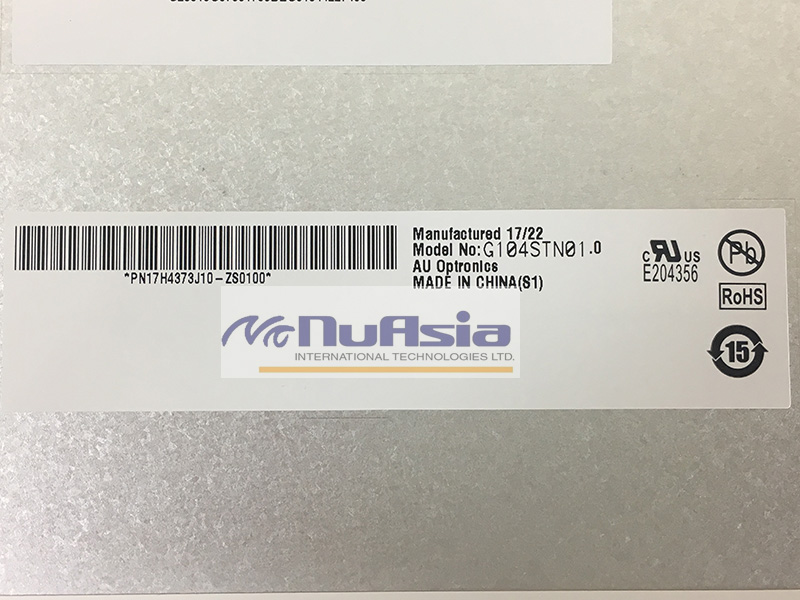 *PN17H4373J10-ZS0100*
Manufactured 17/22
Model No:G104STN01.0
AU Optronics
MADE IN CHINA(S1)
c RU US
E204356
Pb
RoHS
15
NuAsia
INTERNATIONAL TECHNOLOGIES LTD.